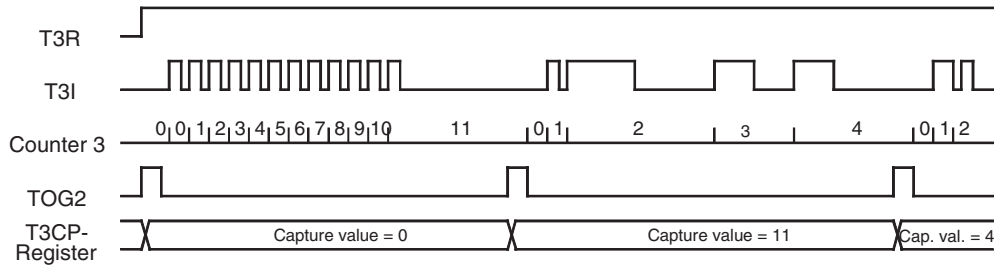 T3R
T3I
Counter 3 0 0 1 2 3 4 5 6 7 8 9 10 11 0 1 2 3 4 0 1 2
TOG2
T3CP-
Register Capture value = 0 Capture value = 11 Cap. val. = 4